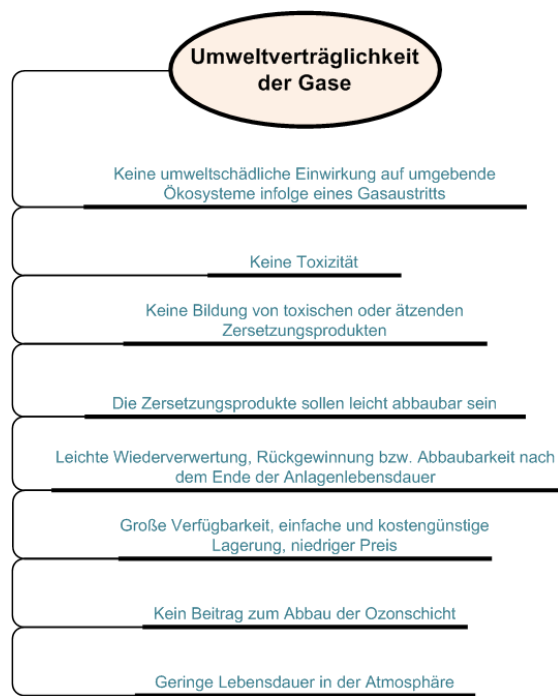 Umweltverträglichkeit
der Gase
Keine umweltschädliche Einwirkung auf umgebende
Ökosysteme infolge eines Gasaustritts
Keine Toxizität
Keine Bildung von toxischen oder ätzenden
Zersetzungsprodukten
Die Zersetzungsprodukte sollen leicht abbaubar sein
Leichte Wiederverwertung, Rückgewinnung bzw. Abbaubarkeit nach
dem Ende der Anlagenlebensdauer
Große Verfügbarkeit, einfache und kostengünstige
Lagerung, niedriger Preis
Kein Beitrag zum Abbau der Ozonschicht
Geringe Lebensdauer in der Atmosphäre